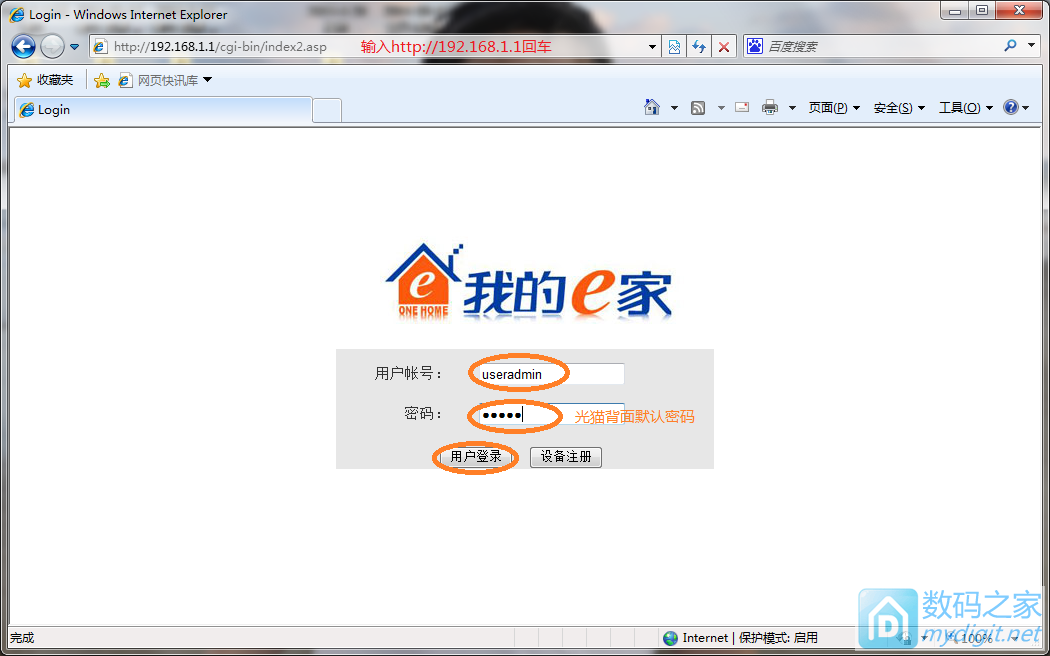 Login - Windows Internet Explorer
http://192.168.1.1/cgi-bin/index2.asp 输入http://192.168.1.1回车 百度搜索
收藏夹 网页快讯库
Login 页面(P) 安全(S) 工具(O)
e ONE HOME 我的e家
用户帐号： useradmin
密码： ●●●●● 光猫背面默认密码
用户登录 设备注册
数码之家
mydigit.net
完成 Internet | 保护模式: 启用 100%